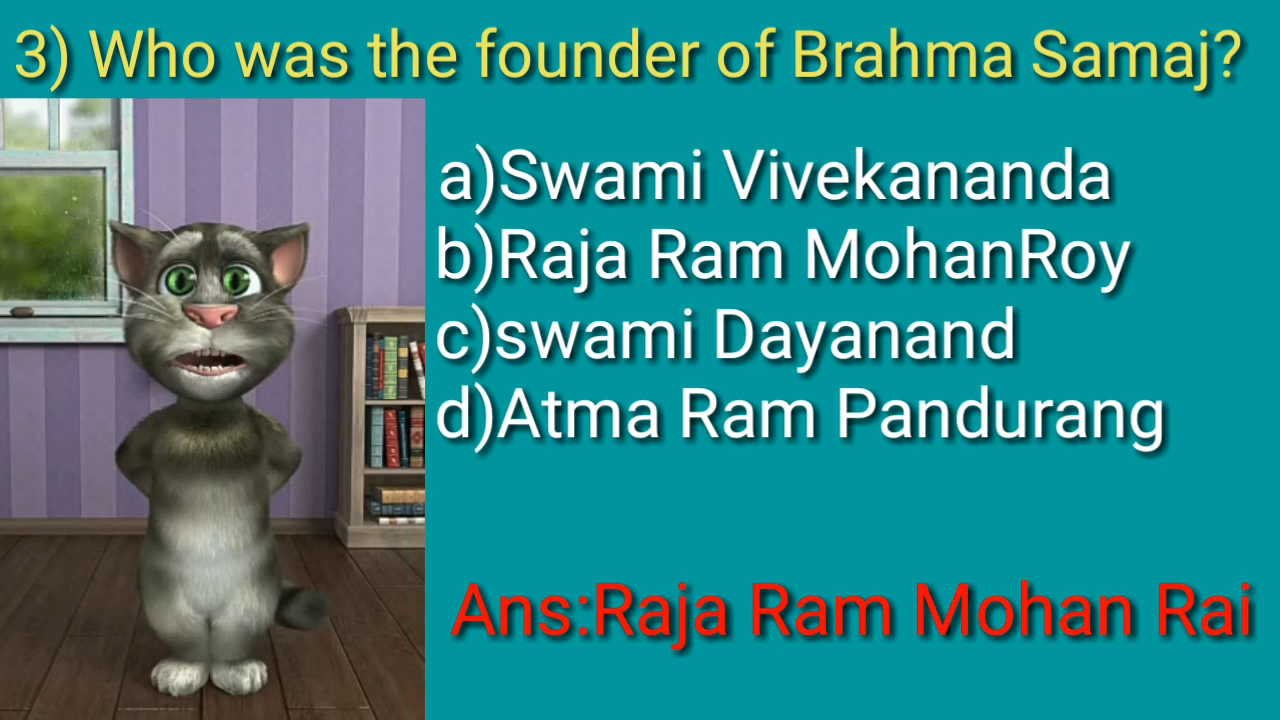 3) Who was the founder of Brahma Samaj?
a)Swami Vivekananda
b)Raja Ram MohanRoy
c)swami Dayanand
d)Atma Ram Pandurang
Ans:Raja Ram Mohan Rai